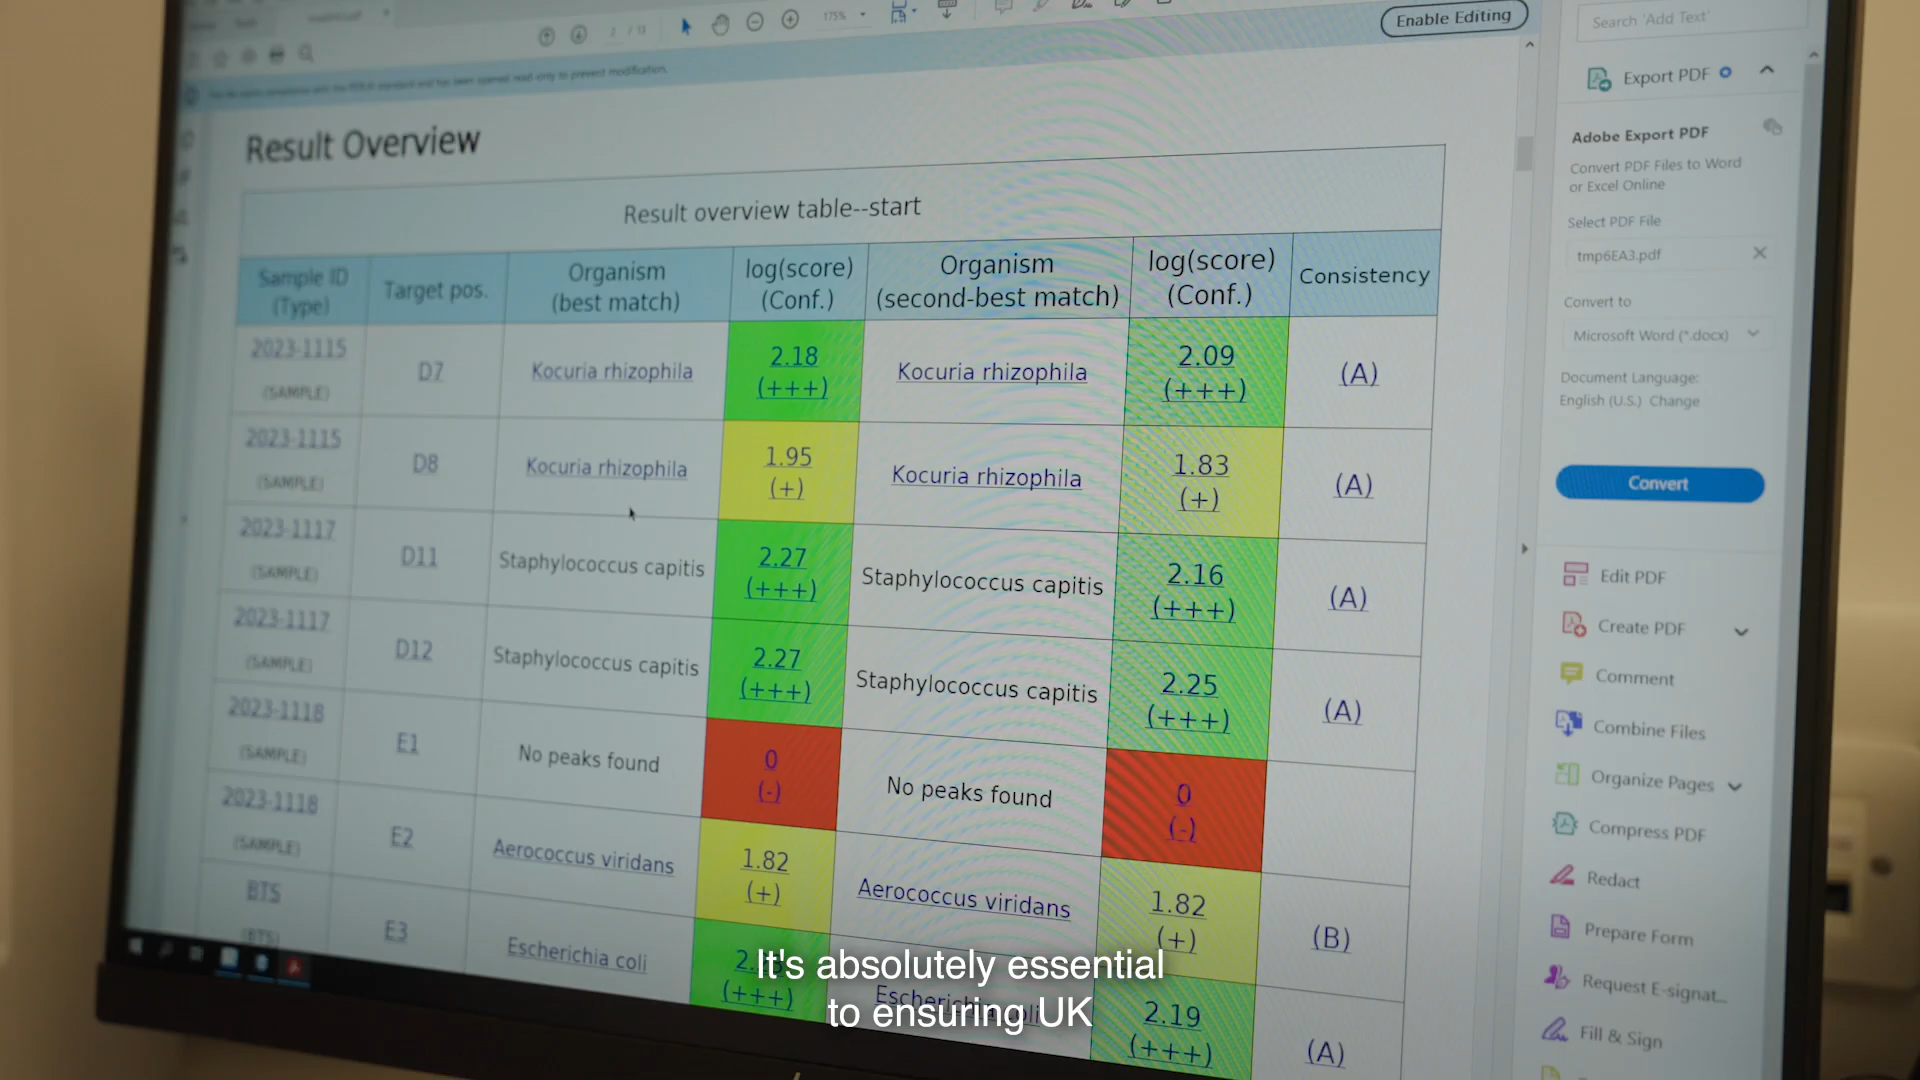 175%
Enable Editing
Search 'Add Text'
Export PDF
Adobe Export PDF
Convert PDF Files to Word
or Excel Online
Select PDF File
tmp6EA3.pdf
Convert to
Microsoft Word (*.docx)
Document Language:
English (U.S.) Change
Convert
Edit PDF
Create PDF
Comment
Combine Files
Organize Pages
Compress PDF
Redact
Prepare Form
Request E-signat...
Fill & Sign
Result Overview
Result overview table--start
Sample ID
(Type)
Target pos.
Organism
(best match)
log(score)
(Conf.)
Organism
(second-best match)
log(score)
(Conf.)
Consistency
2023-1115
(SAMPLE)
D7
Kocuria rhizophila
2.18
(+++)
Kocuria rhizophila
2.09
(+++)
(A)
2023-1115
(SAMPLE)
D8
Kocuria rhizophila
1.95
(+)
Kocuria rhizophila
1.83
(+)
(A)
2023-1117
(SAMPLE)
D11
Staphylococcus capitis
2.27
(+++)
Staphylococcus capitis
2.16
(+++)
(A)
2023-1117
(SAMPLE)
D12
Staphylococcus capitis
2.27
(+++)
Staphylococcus capitis
2.25
(+++)
(A)
2023-1118
(SAMPLE)
E1
No peaks found
0
(-)
No peaks found
0
(-)
2023-1118
(SAMPLE)
E2
Aerococcus viridans
1.82
(+)
Aerococcus viridans
1.82
(+)
(B)
BTS
(BTS)
E3
Escherichia coli
(+++)
Escherichia coli
2.19
(+++)
(A)
It's absolutely essential
to ensuring UK